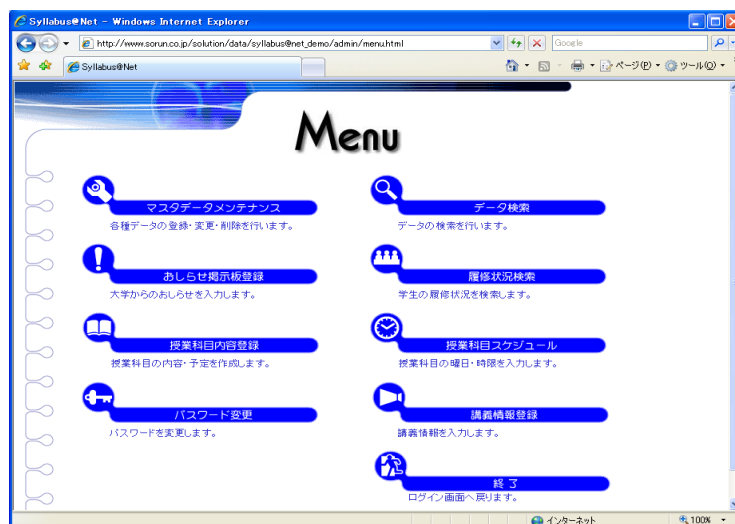 Syllabus@Net - Windows Internet Explorer
http://www.sorun.co.jp/solution/data/syllabus@net_demo/admin/menu.html
Google
Syllabus@Net
ページ(P)
ツール(O)
Menu
マスタデータメンテナンス
各種データの登録・変更・削除を行います。
データ検索
データの検索を行います。
おしらせ掲示板登録
大学からのおしらせを入力します。
履修状況検索
学生の履修状況を検索します。
授業科目内容登録
授業科目の内容・予定を作成します。
授業科目スケジュール
授業科目の曜日・時限を入力します。
パスワード変更
パスワードを変更します。
講義情報登録
講義情報を入力します。
終了
ログイン画面へ戻ります。
インターネット
100%